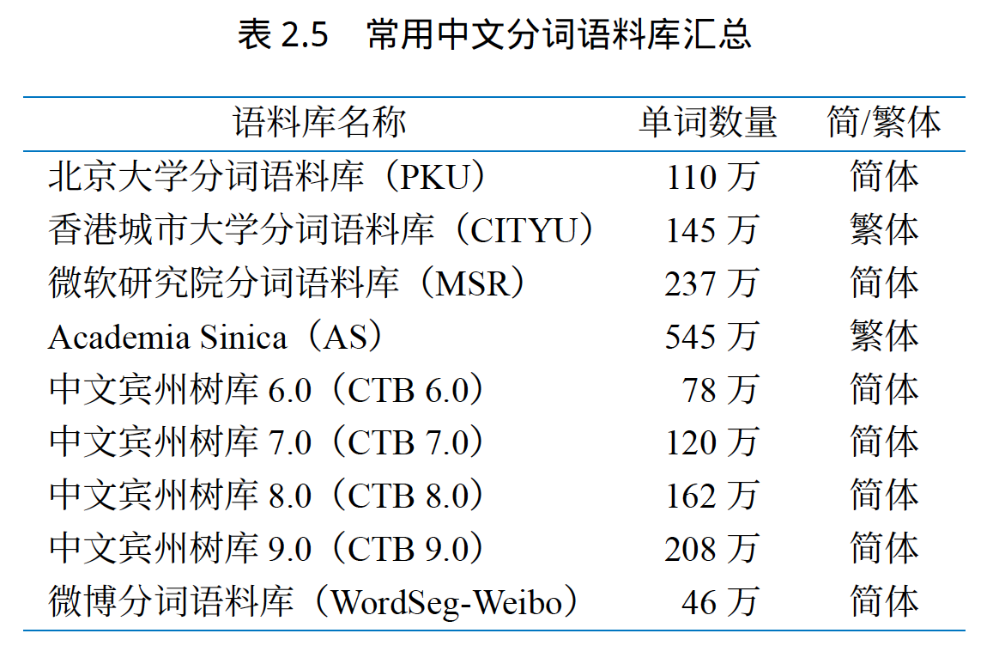 表 2.5 常用中文分词语料库汇总
语料库名称 单词数量 简/繁体
北京大学分词语料库（PKU） 110 万 简体
香港城市大学分词语料库（CITYU） 145 万 繁体
微软研究院分词语料库（MSR） 237 万 简体
Academia Sinica（AS） 545 万 繁体
中文宾州树库 6.0（CTB 6.0） 78 万 简体
中文宾州树库 7.0（CTB 7.0） 120 万 简体
中文宾州树库 8.0（CTB 8.0） 162 万 简体
中文宾州树库 9.0（CTB 9.0） 208 万 简体
微博分词语料库（WordSeg-Weibo） 46 万 简体